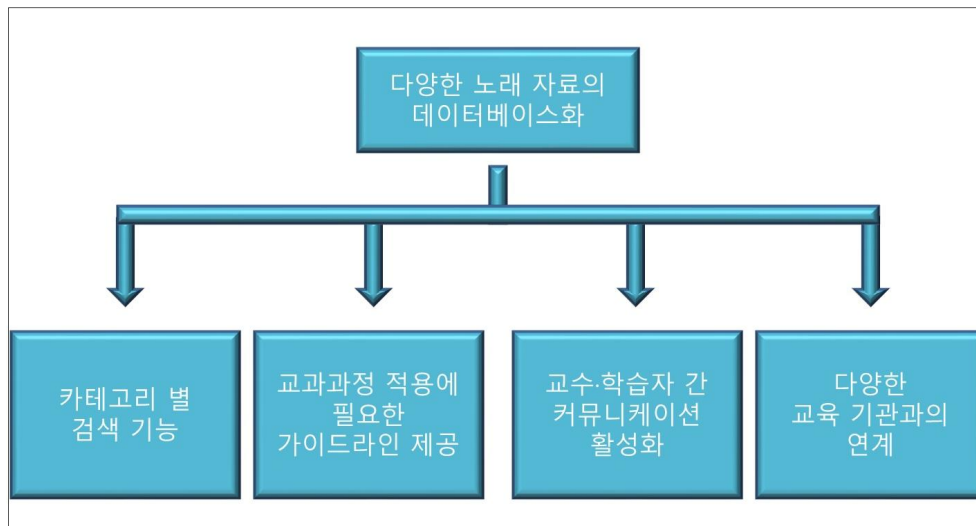 다양한 노래 자료의
데이터베이스화
카테고리 별
검색 기능
교과과정 적용에
필요한
가이드라인 제공
교수·학습자 간
커뮤니케이션
활성화
다양한
교육 기관과의
연계